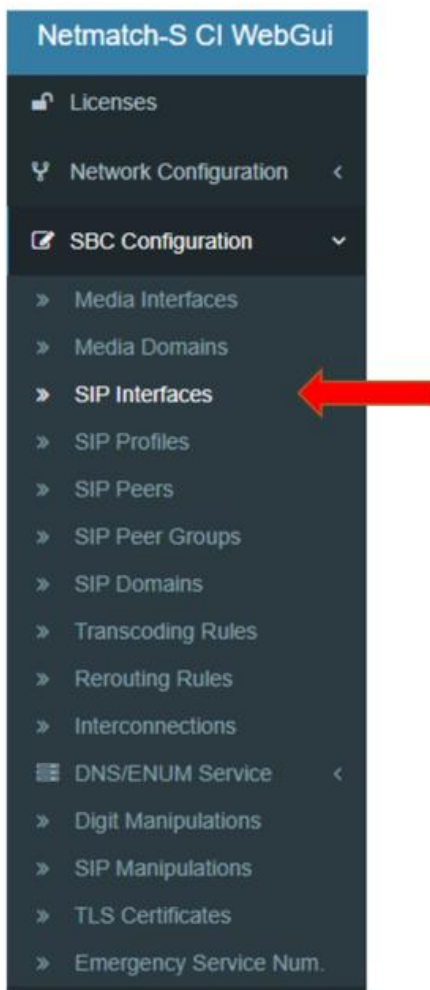 Netmatch-S CI WebGui
Licenses
Network Configuration
SBC Configuration
Media Interfaces
Media Domains
SIP Interfaces
SIP Profiles
SIP Peers
SIP Peer Groups
SIP Domains
Transcoding Rules
Rerouting Rules
Interconnections
DNS/ENUM Service
Digit Manipulations
SIP Manipulations
TLS Certificates
Emergency Service Num.